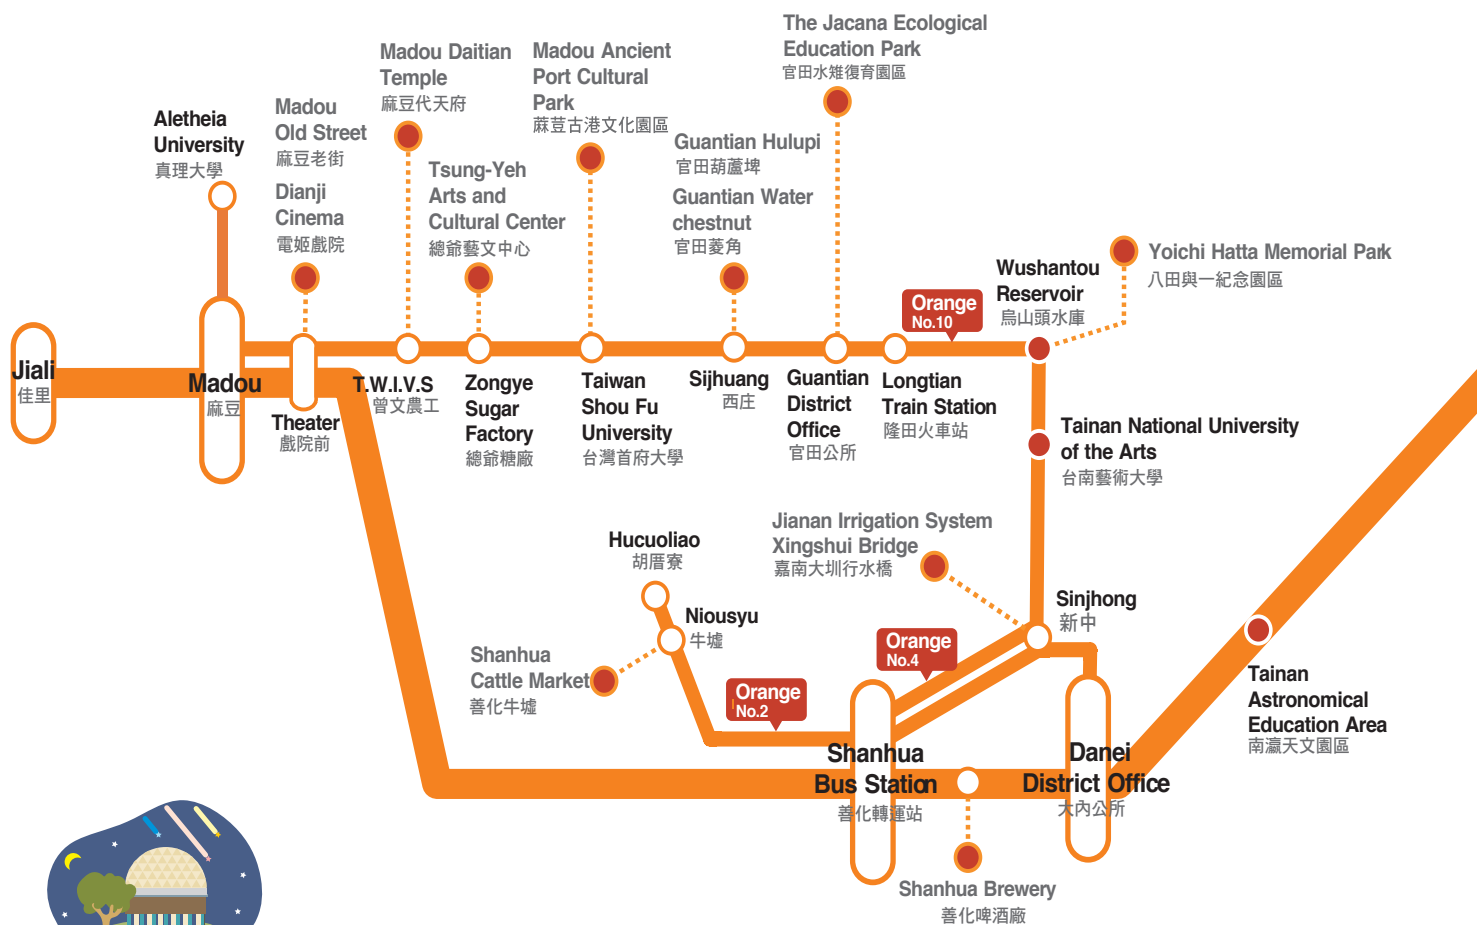 The Jacana Ecological
Education Park
官田水雉復育園區
Madou Daitian
Temple
麻豆代天府
Madou Ancient
Port Cultural
Park
蔴荳古港文化園區
Aletheia
University
真理大學
Madou
Old Street
麻豆老街
Dianji
Cinema
電姬戲院
Tsung-Yeh
Arts and
Cultural Center
總爺藝文中心
Guantian Hulupi
官田葫蘆埤
Guantian Water
chestnut
官田菱角
Wushantou
Reservoir
烏山頭水庫
Yoichi Hatta Memorial Park
八田與一紀念園區
Orange
No.10
Jiali
佳里
Madou
麻豆
Theater
戲院前
T.W.I.V.S
曾文農工
Zongye
Sugar
Factory
總爺糖廠
Taiwan
Shou Fu
University
台灣首府大學
Sijhuang
西庄
Guantian
District
Office
官田公所
Longtian
Train Station
隆田火車站
Tainan National University
of the Arts
台南藝術大學
Jianan Irrigation System
Xingshui Bridge
嘉南大圳行水橋
Hucuoliao
胡厝寮
Niousyu
牛墟
Sinjhong
新中
Shanhua
Cattle Market
善化牛墟
Orange
No.4
Orange
No.2
Tainan
Astronomical
Education Area
南瀛天文園區
Shanhua
Bus Station
善化轉運站
Danei
District Office
大內公所
Shanhua Brewery
善化啤酒廠